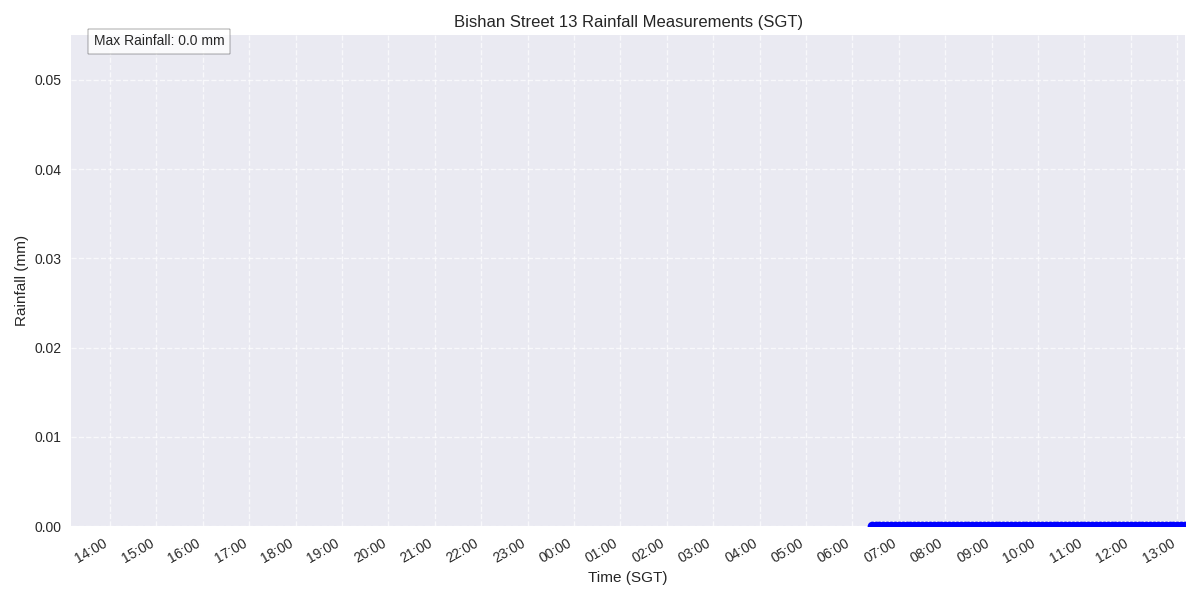 Bishan Street 13 Rainfall Measurements (SGT)
Max Rainfall: 0.0 mm
0.05
0.04
0.03
0.02
0.01
0.00
Rainfall (mm)
14:00 15:00 16:00 17:00 18:00 19:00 20:00 21:00 22:00 23:00 00:00 01:00 02:00 03:00 04:00 05:00 06:00 07:00 08:00 09:00 10:00 11:00 12:00 13:00
Time (SGT)